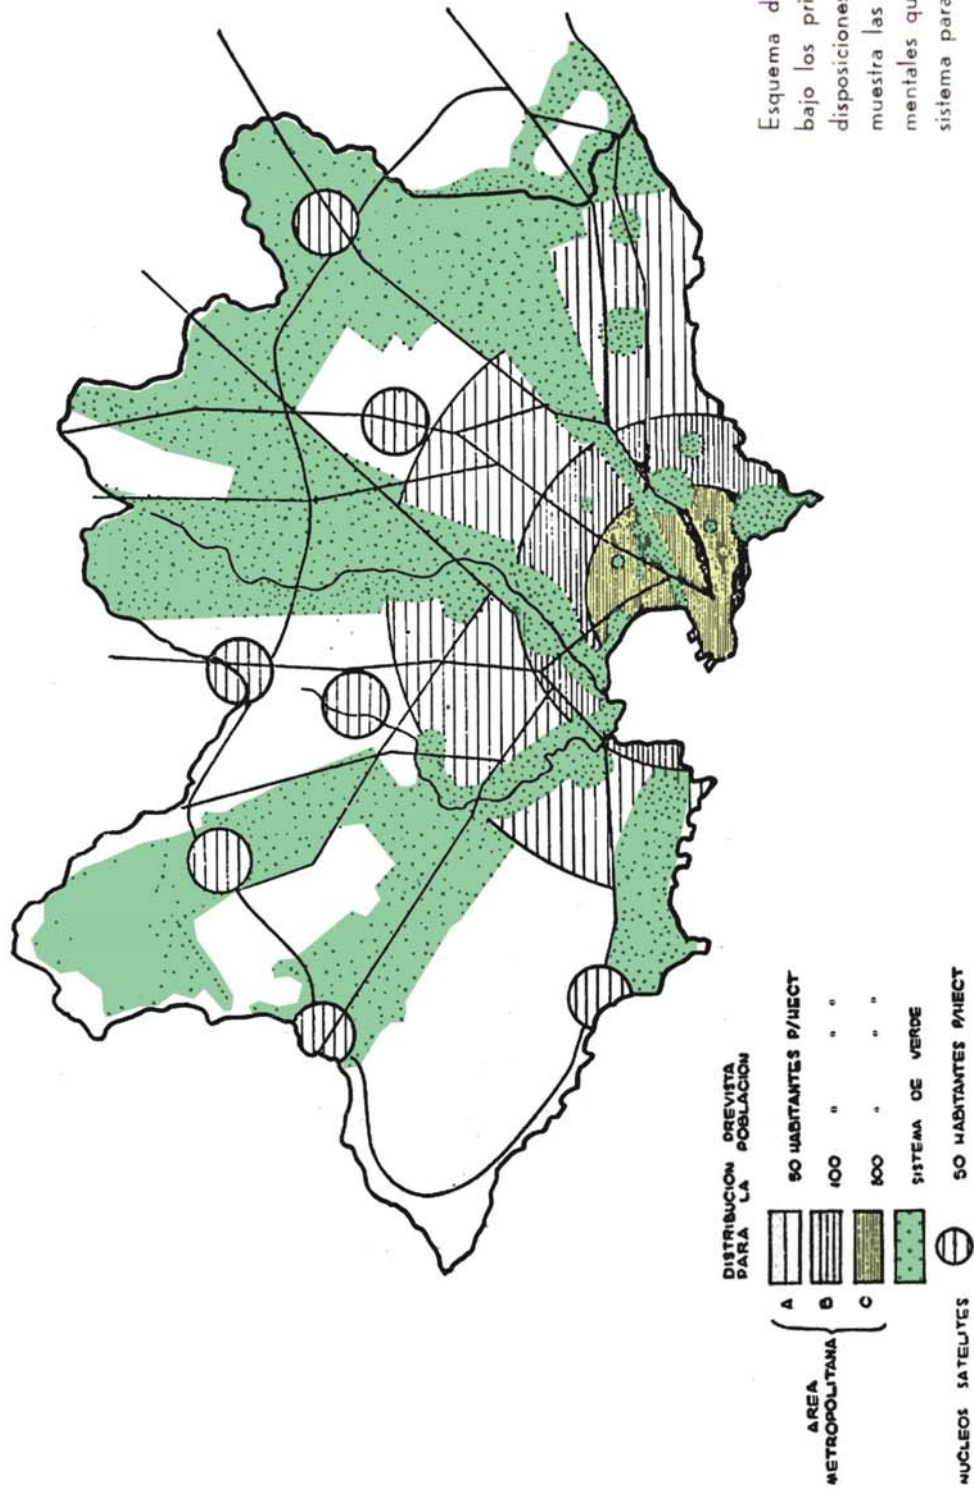 Esquema d
bajo los pri
disposiciones
muestra las
mentales qu
sistema para
DISTRIBUCION PREVISTA
PARA LA POBLACION
AREA
METROPOLITANA
A 50 HABITANTES P/HECT
B 100 " " "
C 300 " " "
SISTEMA DE VERDE
NUCLEOS SATELITES 50 HABITANTES P/HECT